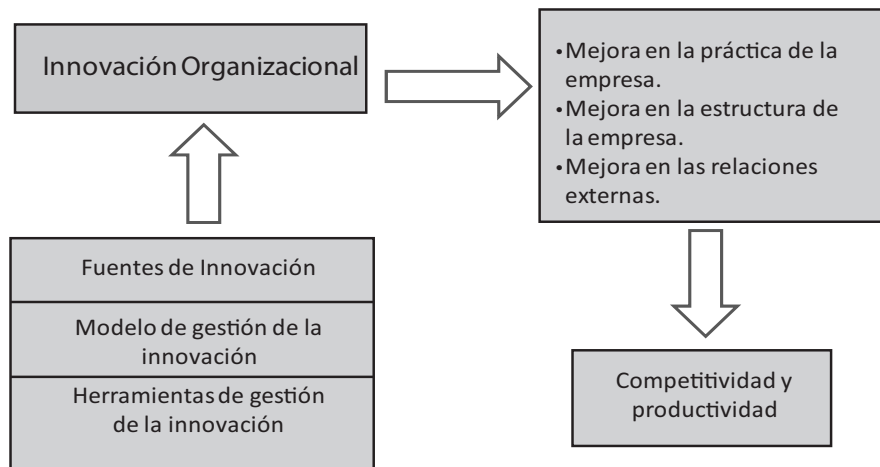 Innovación Organizacional
•Mejora en la práctica de la
empresa.
•Mejora en la estructura de
la empresa.
•Mejora en las relaciones
externas.
Fuentes de Innovación
Modelo de gestión de la
innovación
Herramientas de gestión
de la innovación
Competitividad y
productividad